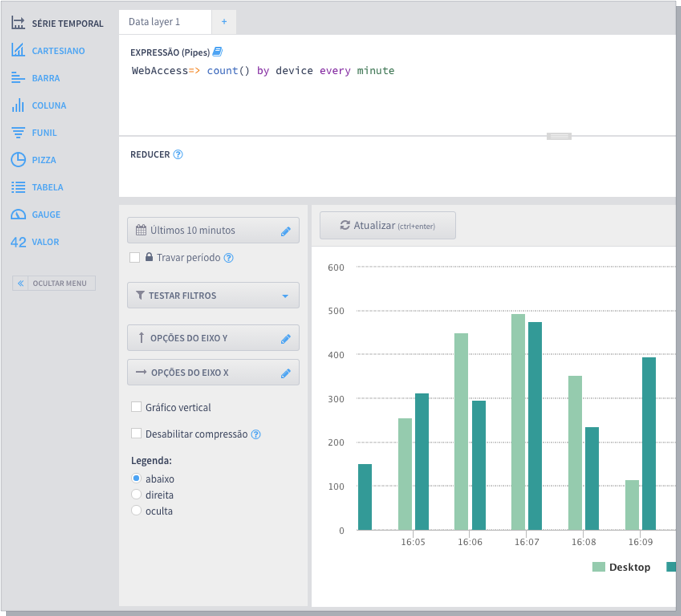 SÉRIE TEMPORAL
CARTESIANO
BARRA
COLUNA
FUNIL
PIZZA
TABELA
GAUGE
42 VALOR
« OCULTAR MENU
Data layer 1 +
EXPRESSÃO (Pipes)
WebAccess=> count() by device every minute
REDUCER ?
Últimos 10 minutos
Travar período ?
TESTAR FILTROS
OPÇÕES DO EIXO Y
OPÇÕES DO EIXO X
Gráfico vertical
Desabilitar compressão ?
Legenda:
abaixo
direita
oculta
Atualizar (ctrl+enter)
600
500
400
300
200
100
0
16:05 16:06 16:07 16:08 16:09
Desktop